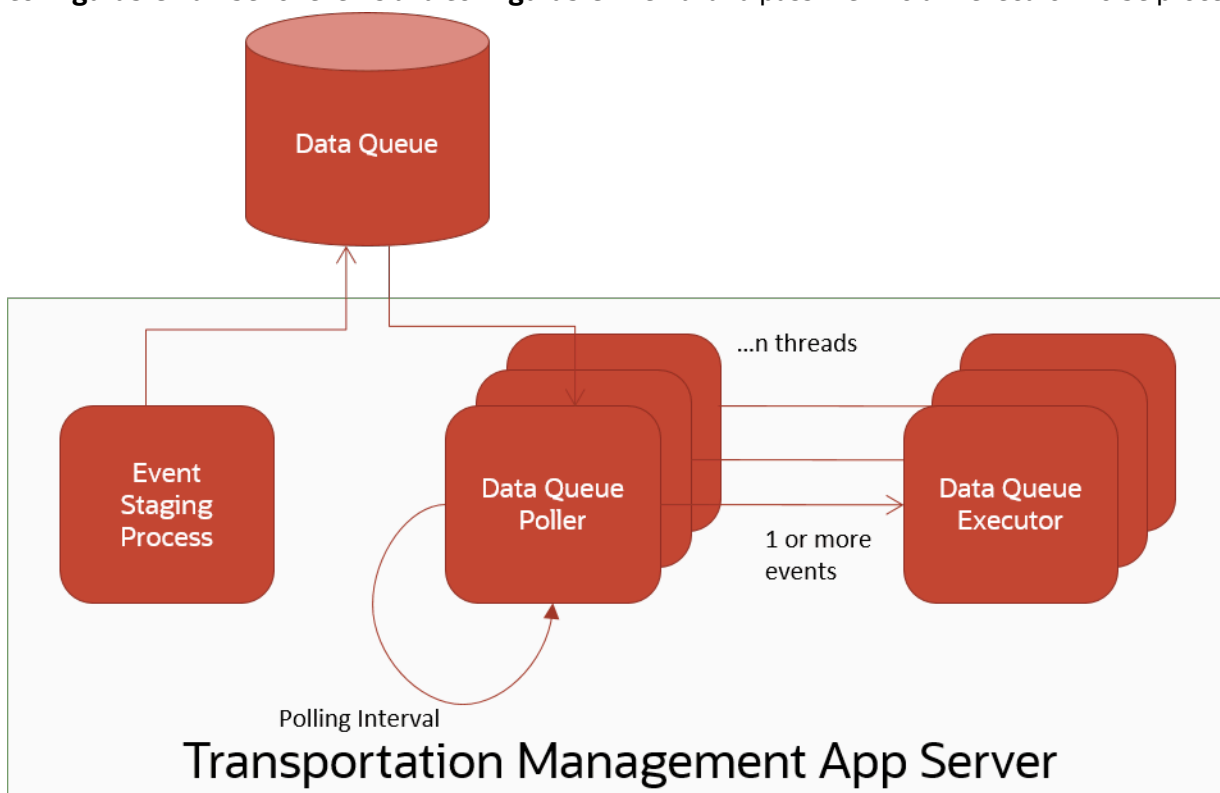 Data Queue
...n threads
Event
Staging
Process
Data Queue
Poller
Data Queue
Executor
1 or more
events
Polling Interval
Transportation Management App Server